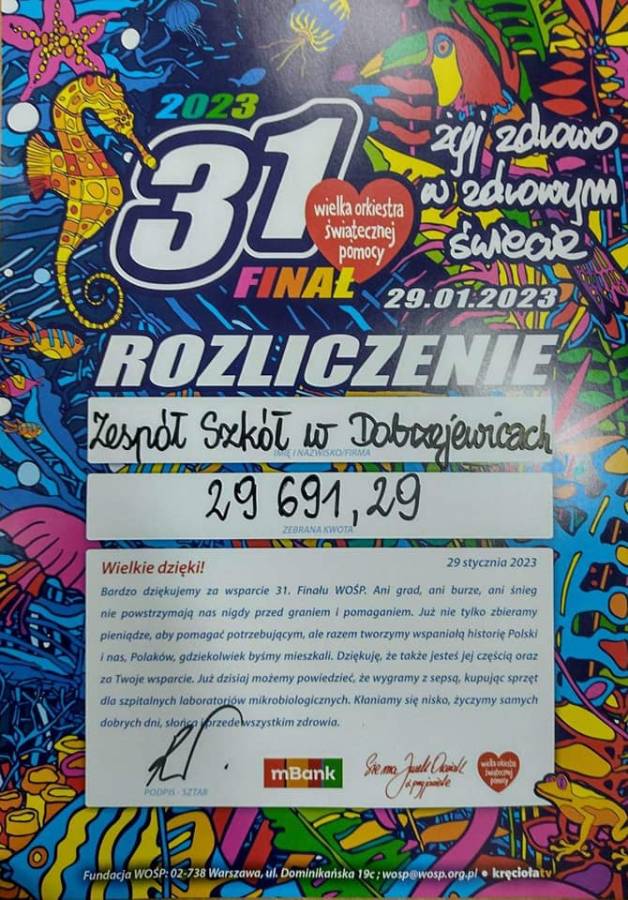 2023
31
FINAŁ
wielka orkiestra
świątecznej
pomocy
żyj zdrowo
w zdrowym
świecie
29.01.2023
ROZLICZENIE
Zespół Szkół w Dobrzejewicach
IMIĘ I NAZWISKO/FIRMA
29 691,29
ZEBRANA KWOTA
Wielkie dzięki!
29 stycznia 2023
Bardzo dziękujemy za wsparcie 31. Finału WOŚP. Ani grad, ani burze, ani śnieg
nie powstrzymają nas nigdy przed graniem i pomaganiem. Już nie tylko zbieramy
pieniądze, aby pomagać potrzebującym, ale razem tworzymy wspaniałą historię Polski
i nas, Polaków, gdziekolwiek byśmy mieszkali. Dziękuję, że także jesteś jej częścią oraz
za Twoje wsparcie. Już dzisiaj możemy powiedzieć, że wygramy z sepsą, kupując sprzęt
dla szpitalnych laboratoriów mikrobiologicznych. Kłaniamy się nisko, życzymy samych
dobrych dni, słońca i przede wszystkim zdrowia.
PODPIS - SZTAB
mBank
Sie ma Jurek Owsiak
i przyjaciele
wielka orkiestra
świątecznej
pomocy
Fundacja WOŚP: 02-738 Warszawa, ul. Dominikańska 19c; wosp@wosp.org.pl • kręciołatv